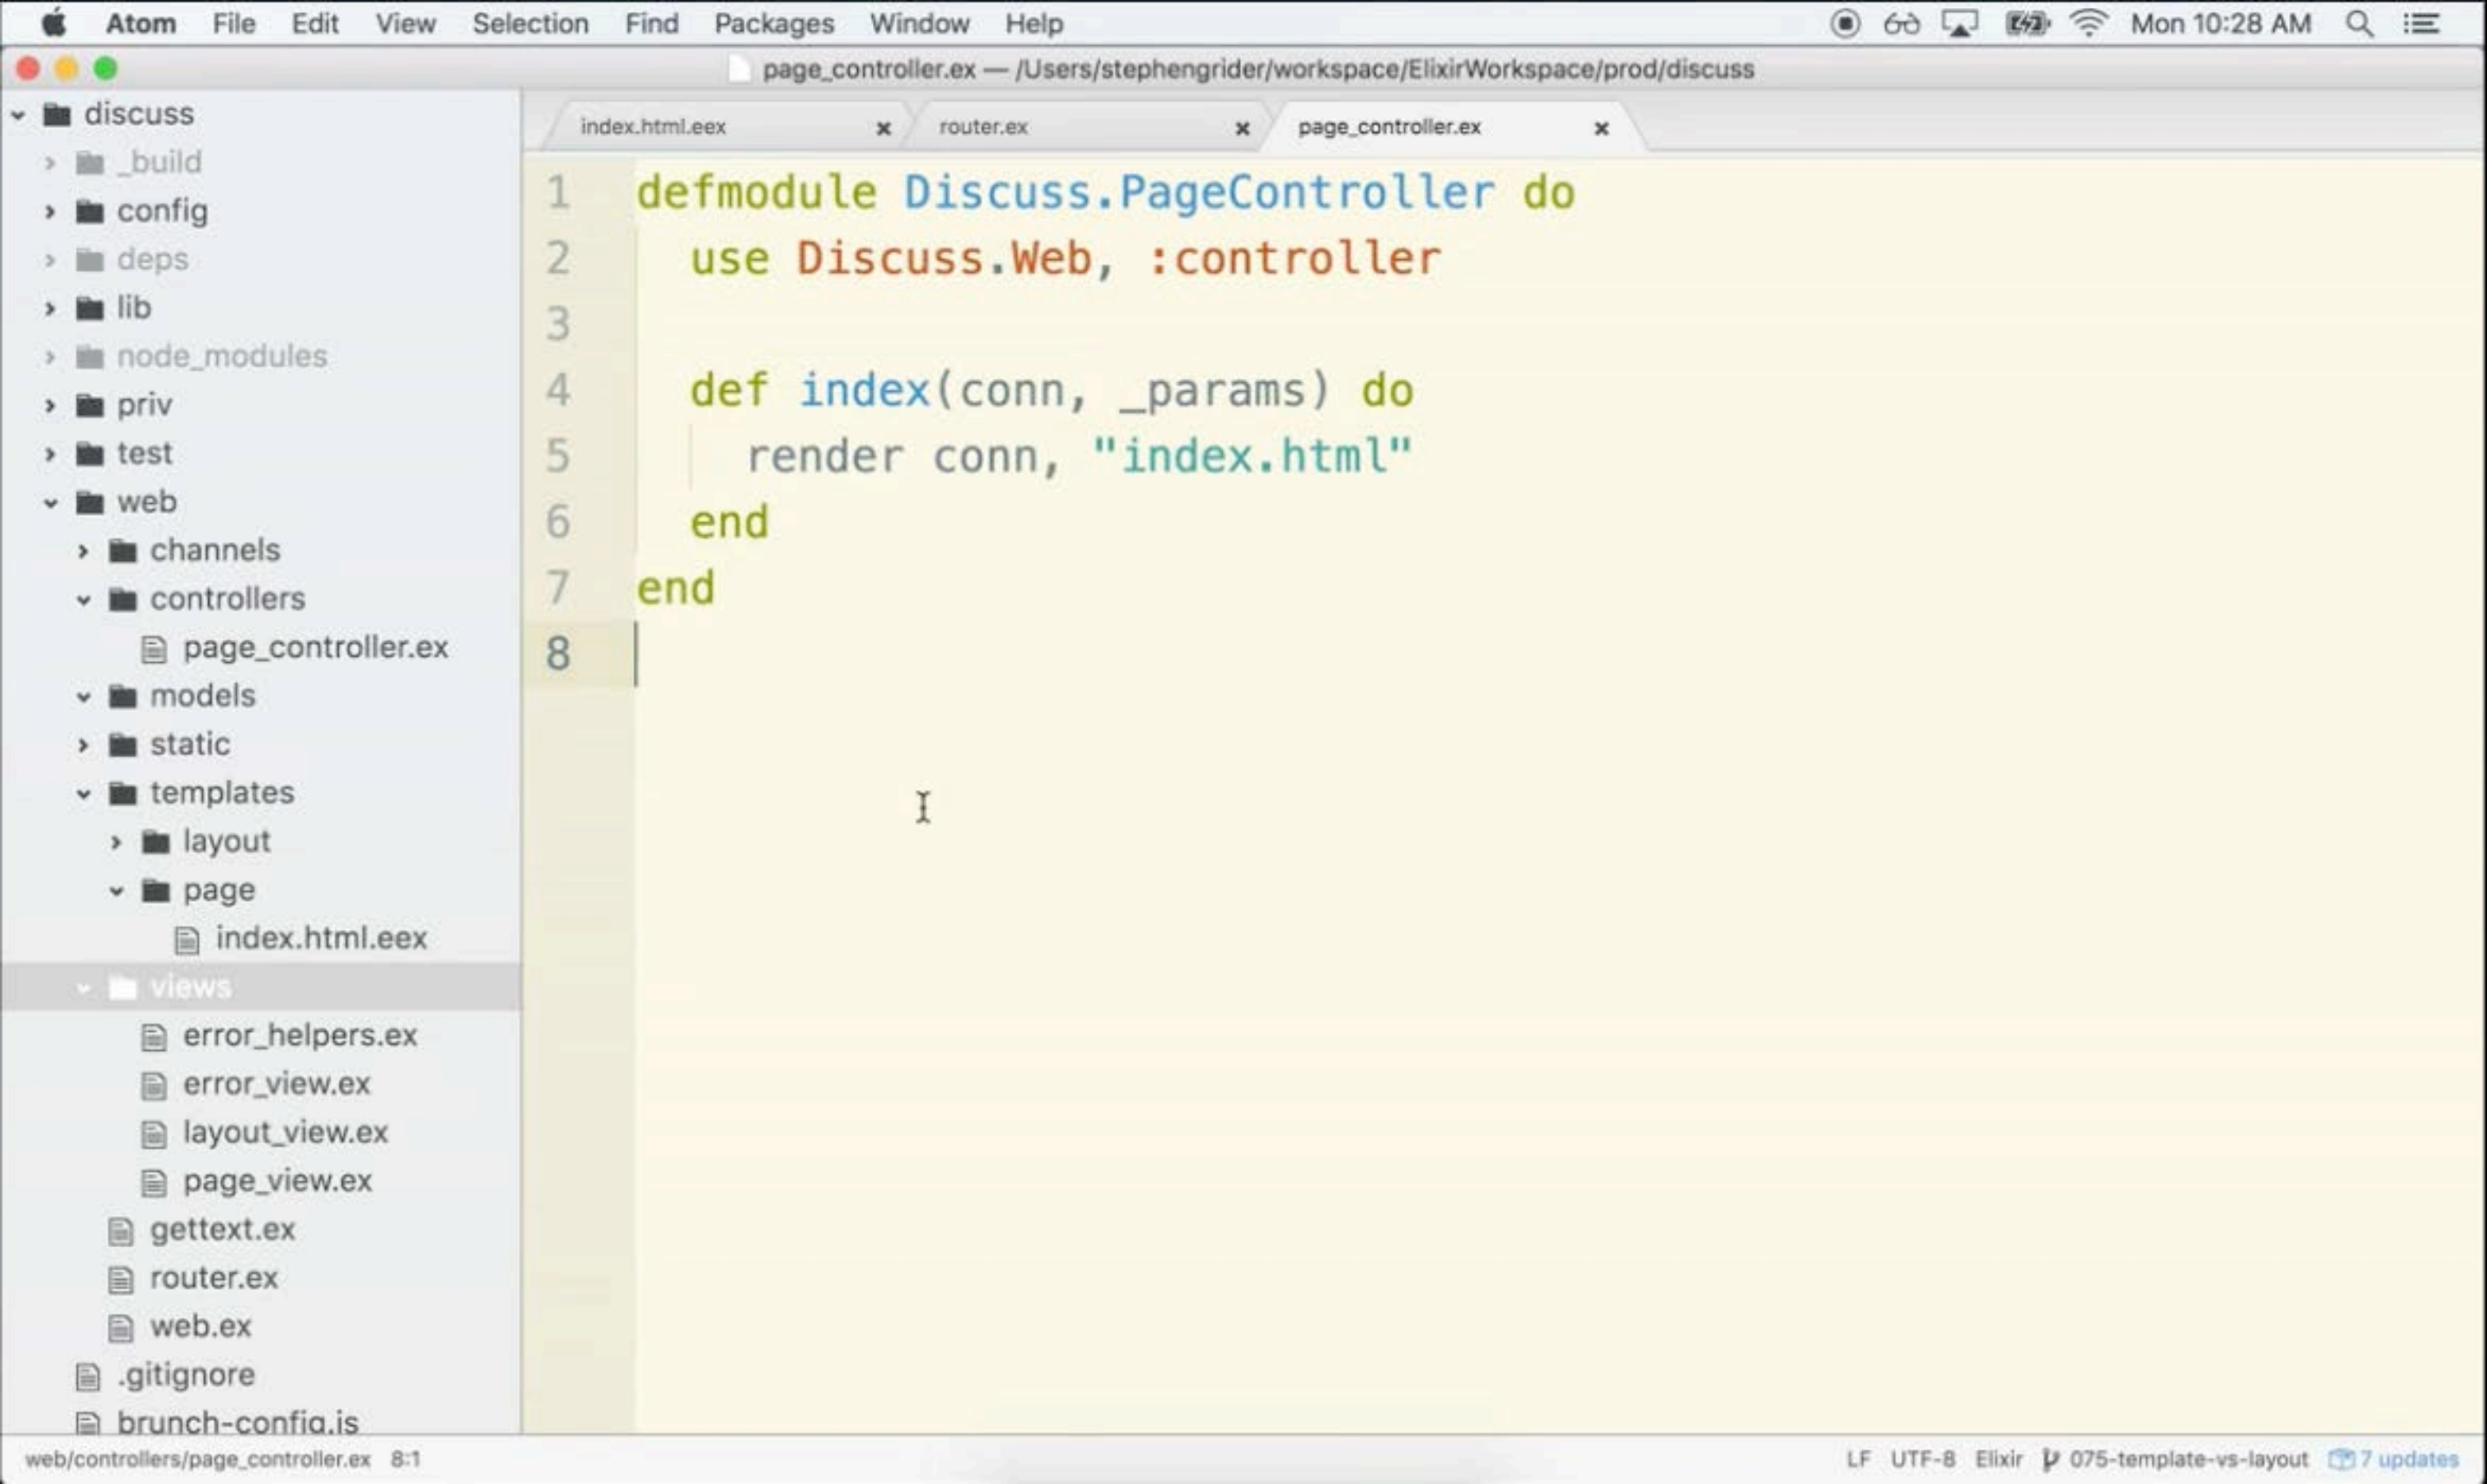 Atom File Edit View Selection Find Packages Window Help Mon 10:28 AM
page_controller.ex — /Users/stephengrider/workspace/ElixirWorkspace/prod/discuss
discuss
_build
config
deps
lib
node_modules
priv
test
web
channels
controllers
page_controller.ex
models
static
templates
layout
page
index.html.eex
views
error_helpers.ex
error_view.ex
layout_view.ex
page_view.ex
gettext.ex
router.ex
web.ex
.gitignore
brunch-config.js
index.html.eex router.ex page_controller.ex
1 defmodule Discuss.PageController do
2 use Discuss.Web, :controller
3
4 def index(conn, _params) do
5 render conn, "index.html"
6 end
7 end
8
web/controllers/page_controller.ex 8:1 LF UTF-8 Elixir 075-template-vs-layout 7 updates